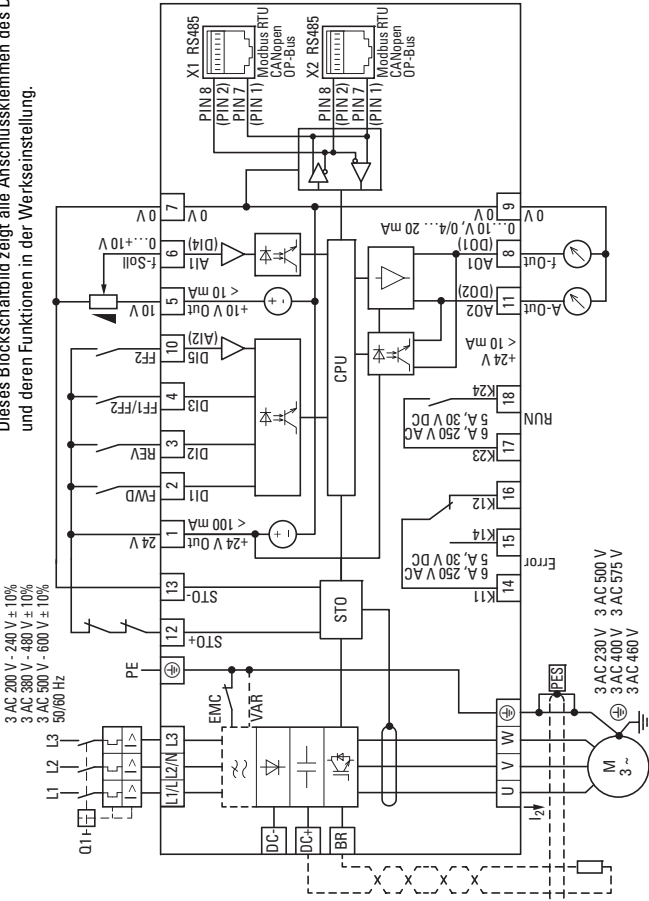 Dieses Blockschaltbild zeigt alle Anschlussklemmen des
und deren Funktionen in der Werkseinstellung.
3 AC 200 V - 240 V ± 10%
3 AC 380 V - 480 V ± 10%
3 AC 500 V - 600 V ± 10%
50/60 Hz
L1
L2
L3
Q1
I> I> I>
L1/L
L2/N
L3
PE
EMC
VAR
DC-
DC+
BR
12
STO+
13
STO-
STO
24 V
1
+24 V Out
< 100 mA
FWD
2
DI1
REV
3
DI2
FF1/FF2
4
DI3
FF2
10
DI5
(AI2)
10 V
5
+10 V Out
< 10 mA
f-Soll
0...+10 V
6
AI1
(DI4)
0 V
7
0 V
CPU
X1 RS485
Modbus RTU
CANopen
OP-Bus
PIN 8
(PIN 2)
PIN 7
(PIN 1)
X2 RS485
Modbus RTU
CANopen
OP-Bus
PIN 8
(PIN 2)
PIN 7
(PIN 1)
0 V
9
0 V
0...10 V, 0/4... 20 mA
(DO1)
AO1
8
f-Out
(DO2)
AO2
11
A-Out
+24 V
< 10 mA
K24
18
RUN
17
K23
6 A, 250 V AC
5 A, 30 V DC
K12
16
K14
15
Error
K11
14
6 A, 250 V AC
5 A, 30 V DC
U
V
W
I2
PES
M
3 ~
3 AC 230 V
3 AC 400 V
3 AC 460 V
3 AC 500 V
3 AC 575 V